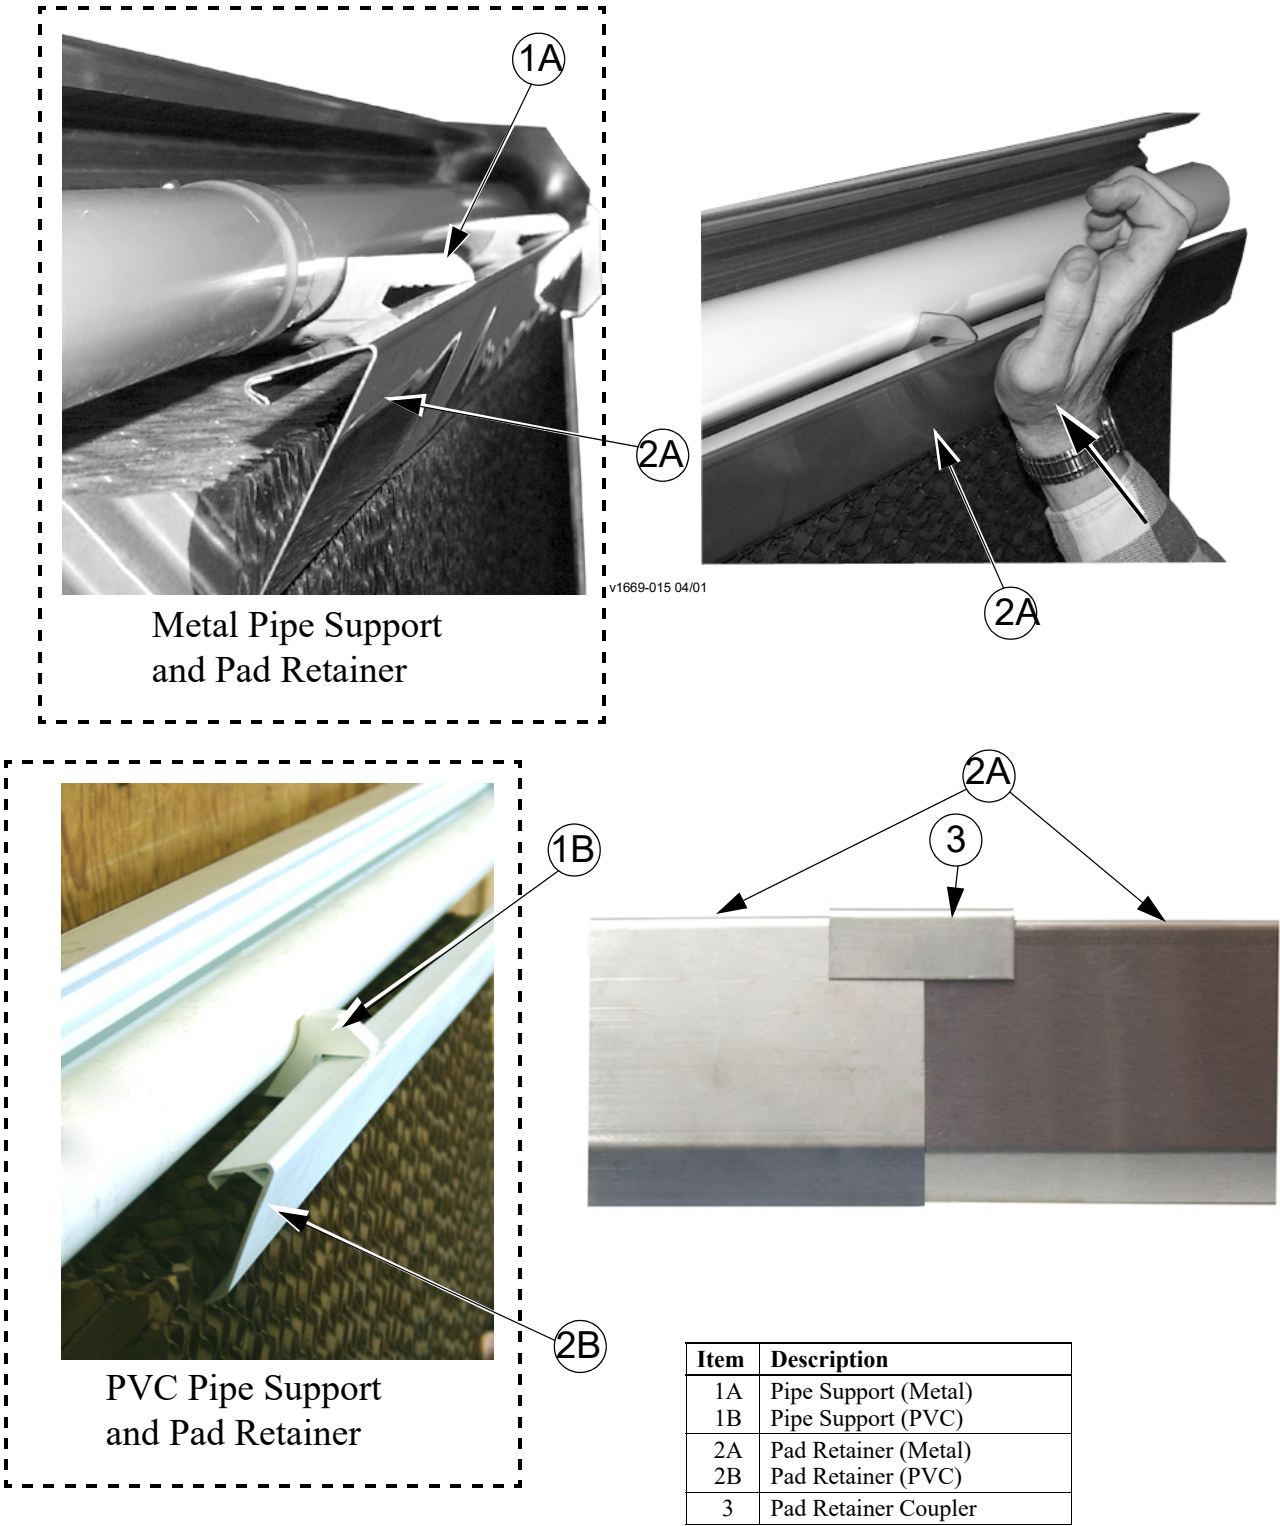 1A
2A
v1669-015 04/01
2A
Metal Pipe Support
and Pad Retainer
2A
3
1B
2B
PVC Pipe Support
and Pad Retainer
Item Description
1A Pipe Support (Metal)
1B Pipe Support (PVC)
2A Pad Retainer (Metal)
2B Pad Retainer (PVC)
3 Pad Retainer Coupler